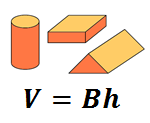 V = Bh